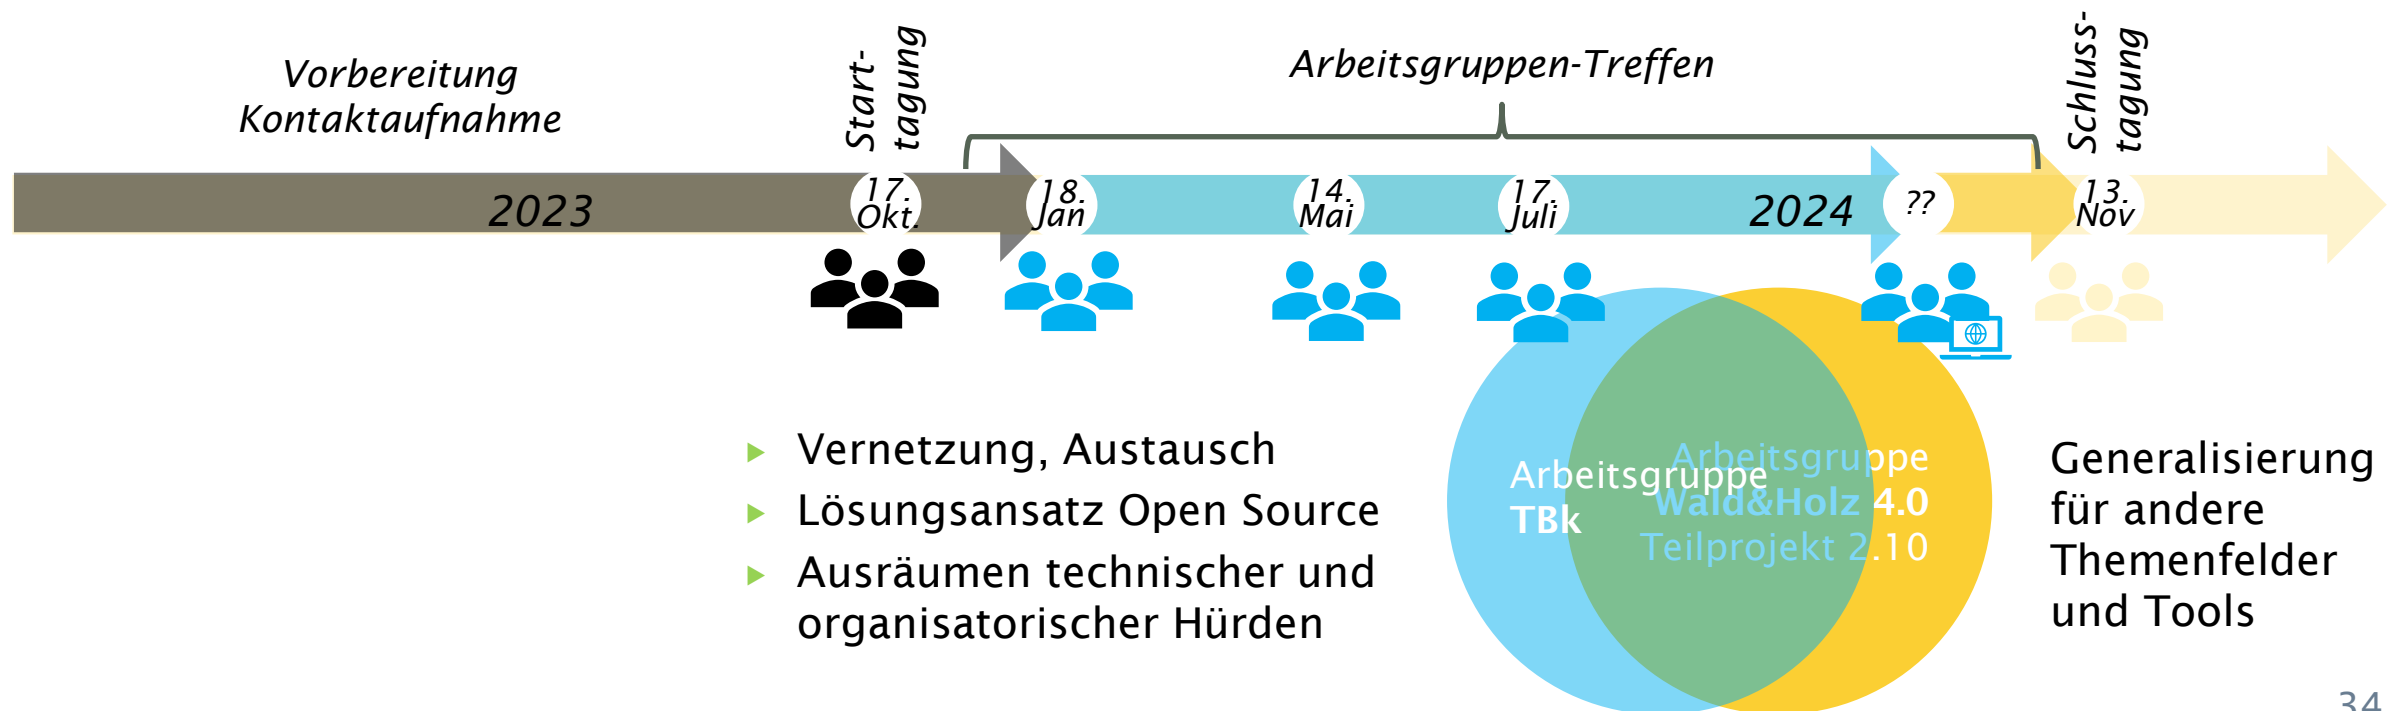 Vorbereitung
Kontaktaufnahme
Start-
tagung
Arbeitsgruppen-Treffen
Schluss-
tagung
2023
17.
Okt.
18.
Jan
14.
Mai
17.
Juli
2024
??
13.
Nov
Vernetzung, Austausch
Lösungsansatz Open Source
Ausräumen technischer und
organisatorischer Hürden
Arbeitsgruppe
TBk
Arbeitsgruppe
Wald&Holz 4.0
Teilprojekt 2.10
Generalisierung
für andere
Themenfelder
und Tools
34